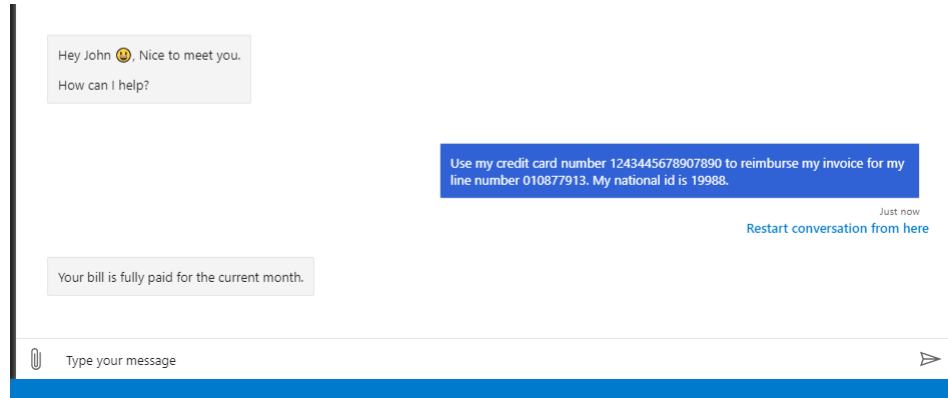 Hey John 😃, Nice to meet you.
How can I help?
Use my credit card number 1243445678907890 to reimburse my invoice for my
line number 010877913. My national id is 19988.
Just now
Restart conversation from here
Your bill is fully paid for the current month.
Type your message